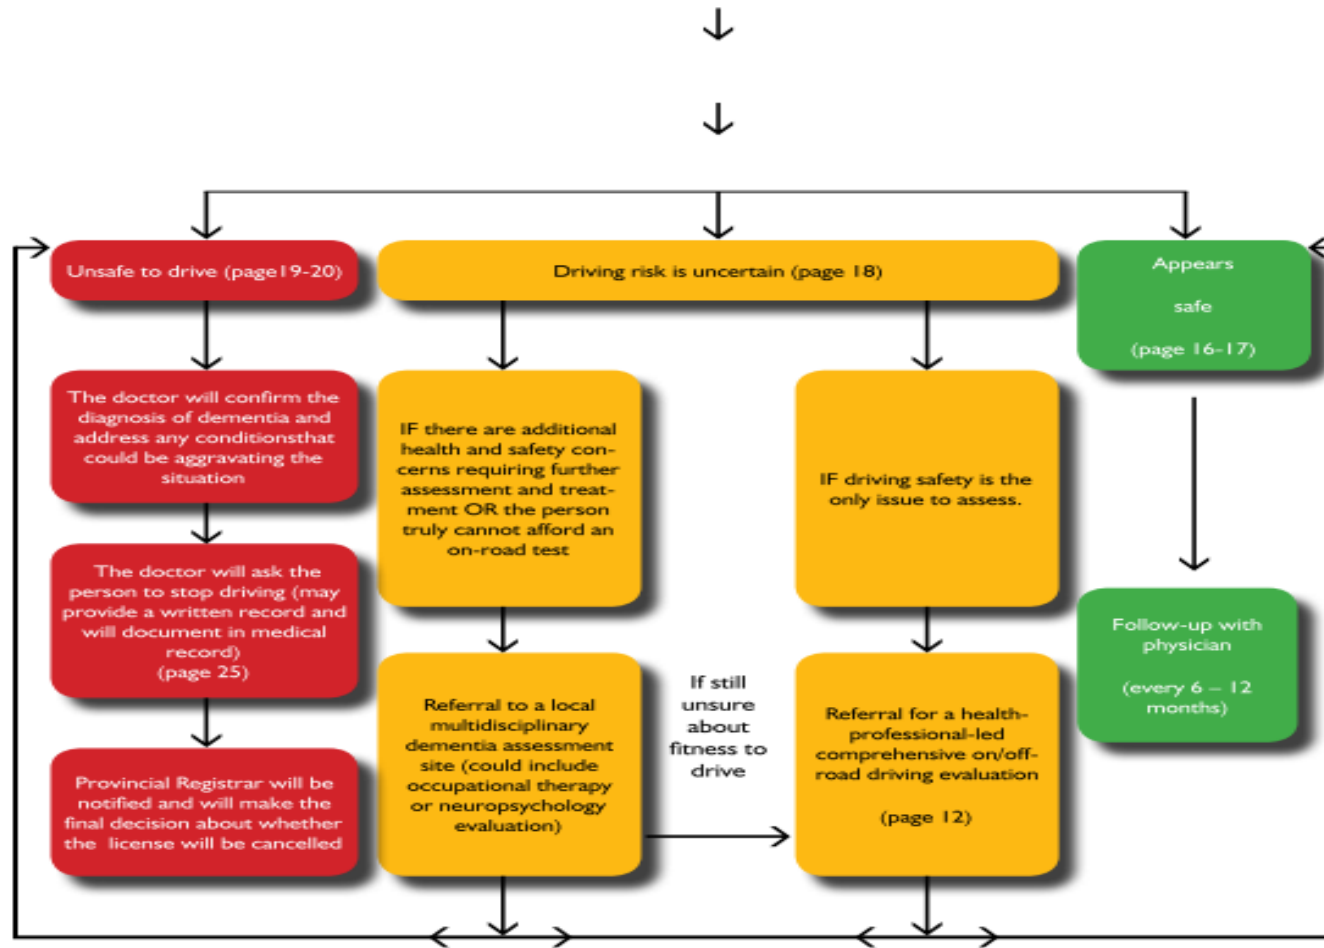 Unsafe to drive (page19-20)
Driving risk is uncertain (page 18)
Appears
safe
(page 16-17)
The doctor will confirm the
diagnosis of dementia and
address any conditionsthat
could be aggravating the
situation
IF there are additional
health and safety con-
cerns requiring further
assessment and treat-
ment OR the person
truly cannot afford an
on-road test
IF driving safety is the
only issue to assess.
The doctor will ask the
person to stop driving (may
provide a written record and
will document in medical
record)
(page 25)
Follow-up with
physician
(every 6 – 12
months)
Provincial Registrar will be
notified and will make the
final decision about whether
the license will be cancelled
Referral to a local
multidisciplinary
dementia assessment
site (could include
occupational therapy
or neuropsychology
evaluation)
If still
unsure
about
fitness to
drive
Referral for a health-
professional-led
comprehensive on/off-
road driving evaluation
(page 12)